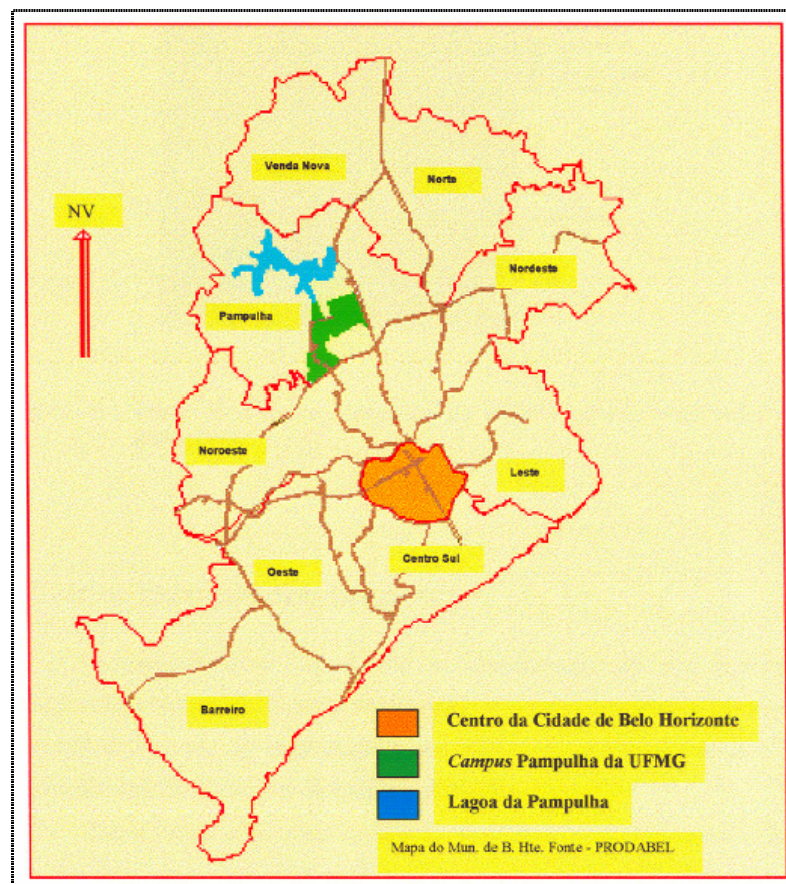 Venda Nova
Norte
NV
Nordeste
Pampulha
Noroeste
Leste
Centro Sul
Oeste
Barreiro
Centro da Cidade de Belo Horizonte
Campus Pampulha da UFMG
Lagoa da Pampulha
Mapa do Mun. de B. Hte. Fonte - PRODABEL